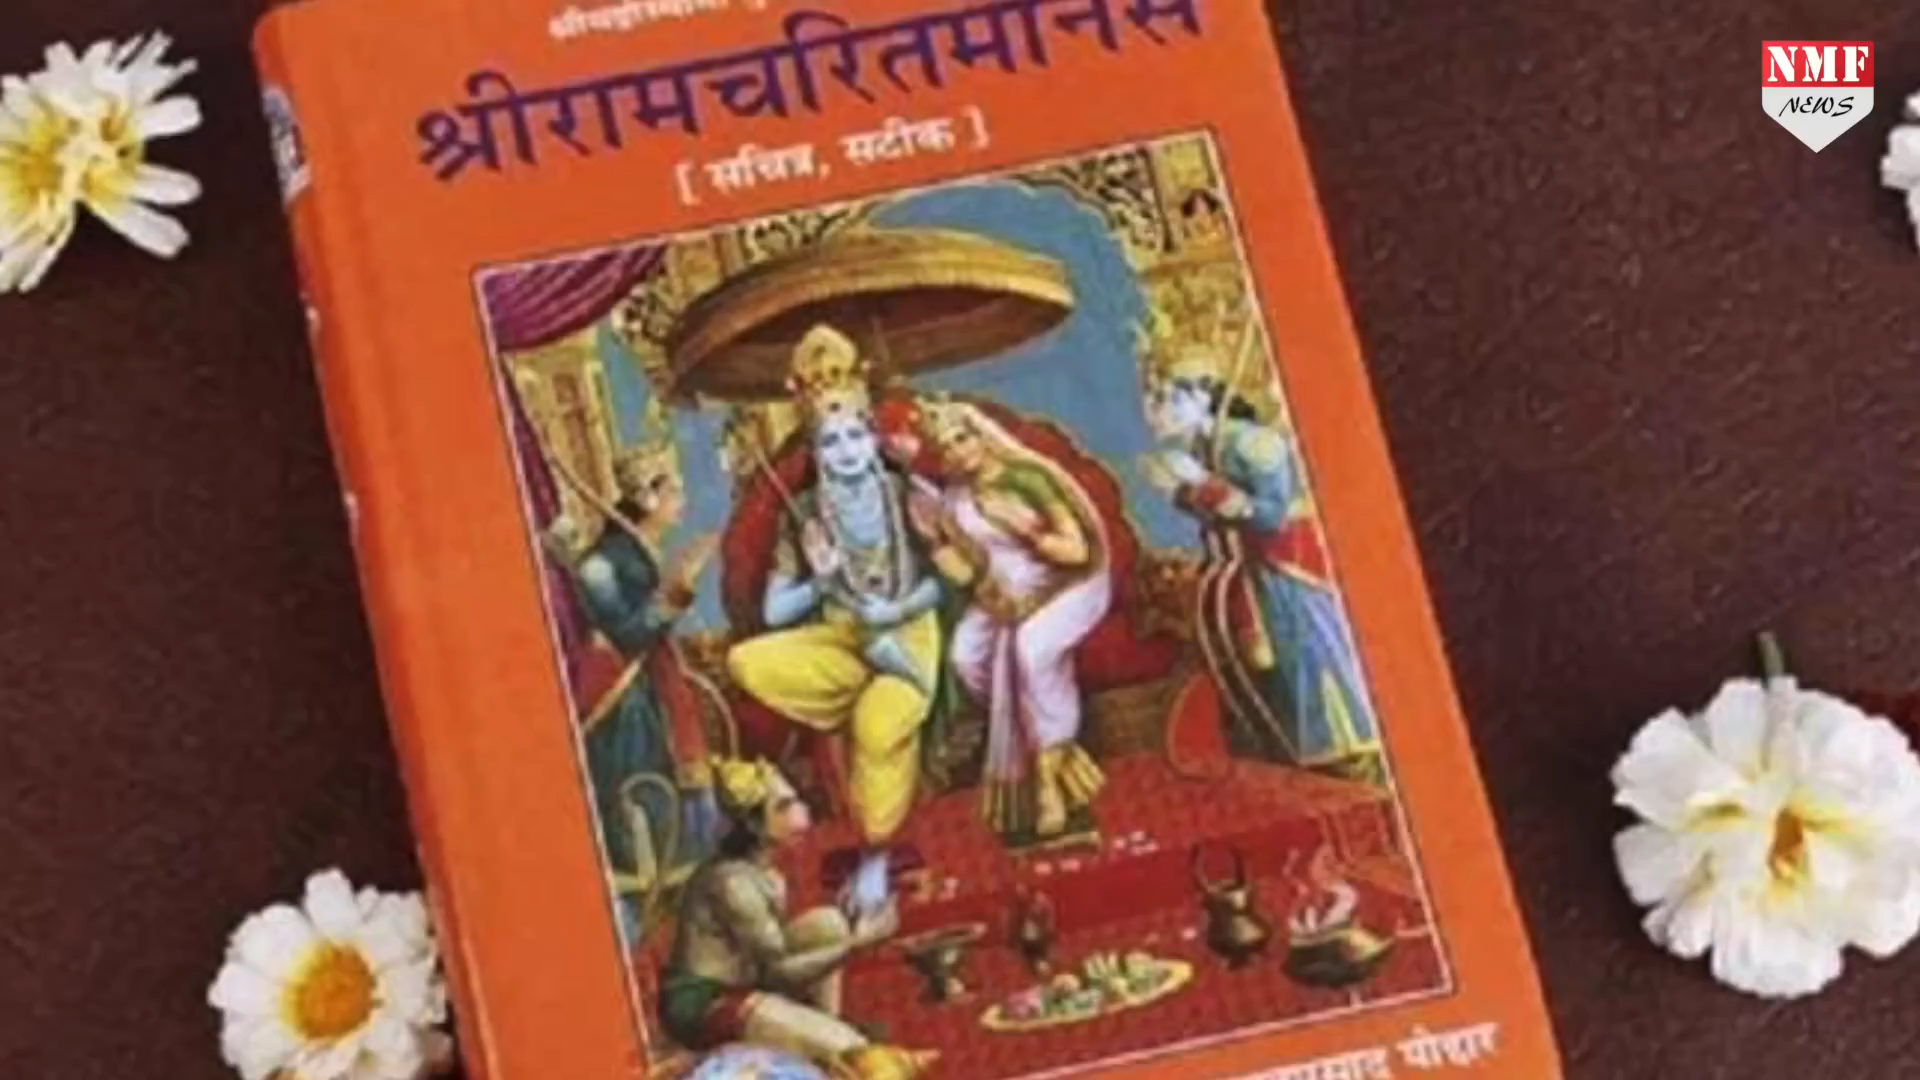 श्रीरामचरितमानस
[ सचित्र, सटीक ]
पोद्दार
NMF
NEWS